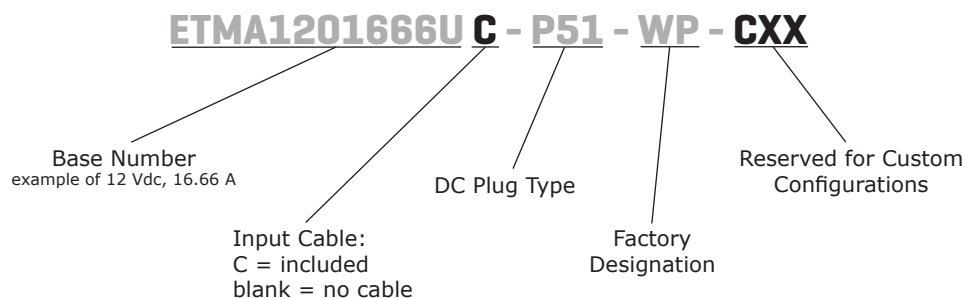 ETMA1201666U C - P51 - WP - CXX
Base Number
example of 12 Vdc, 16.66 A
Reserved for Custom
Configurations
DC Plug Type
Input Cable:
C = included
blank = no cable
Factory
Designation